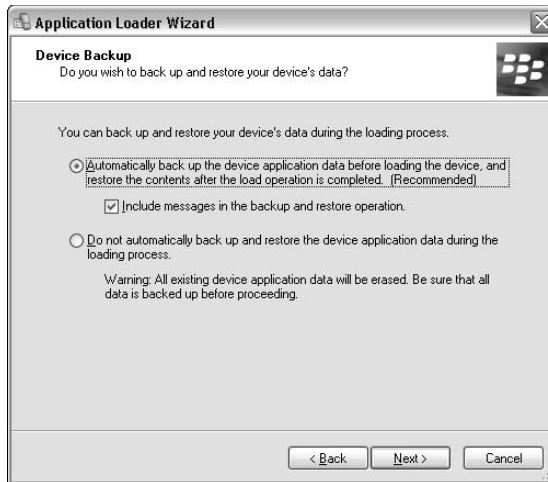 Application Loader Wizard
Device Backup
Do you wish to back up and restore your device's data?
You can back up and restore your device's data during the loading process.
Automatically back up the device application data before loading the device, and
restore the contents after the load operation is completed. (Recommended)
Include messages in the backup and restore operation.
Do not automatically back up and restore the device application data during the
loading process.
Warning: All existing device application data will be erased. Be sure that all
data is backed up before proceeding.
< Back Next > Cancel